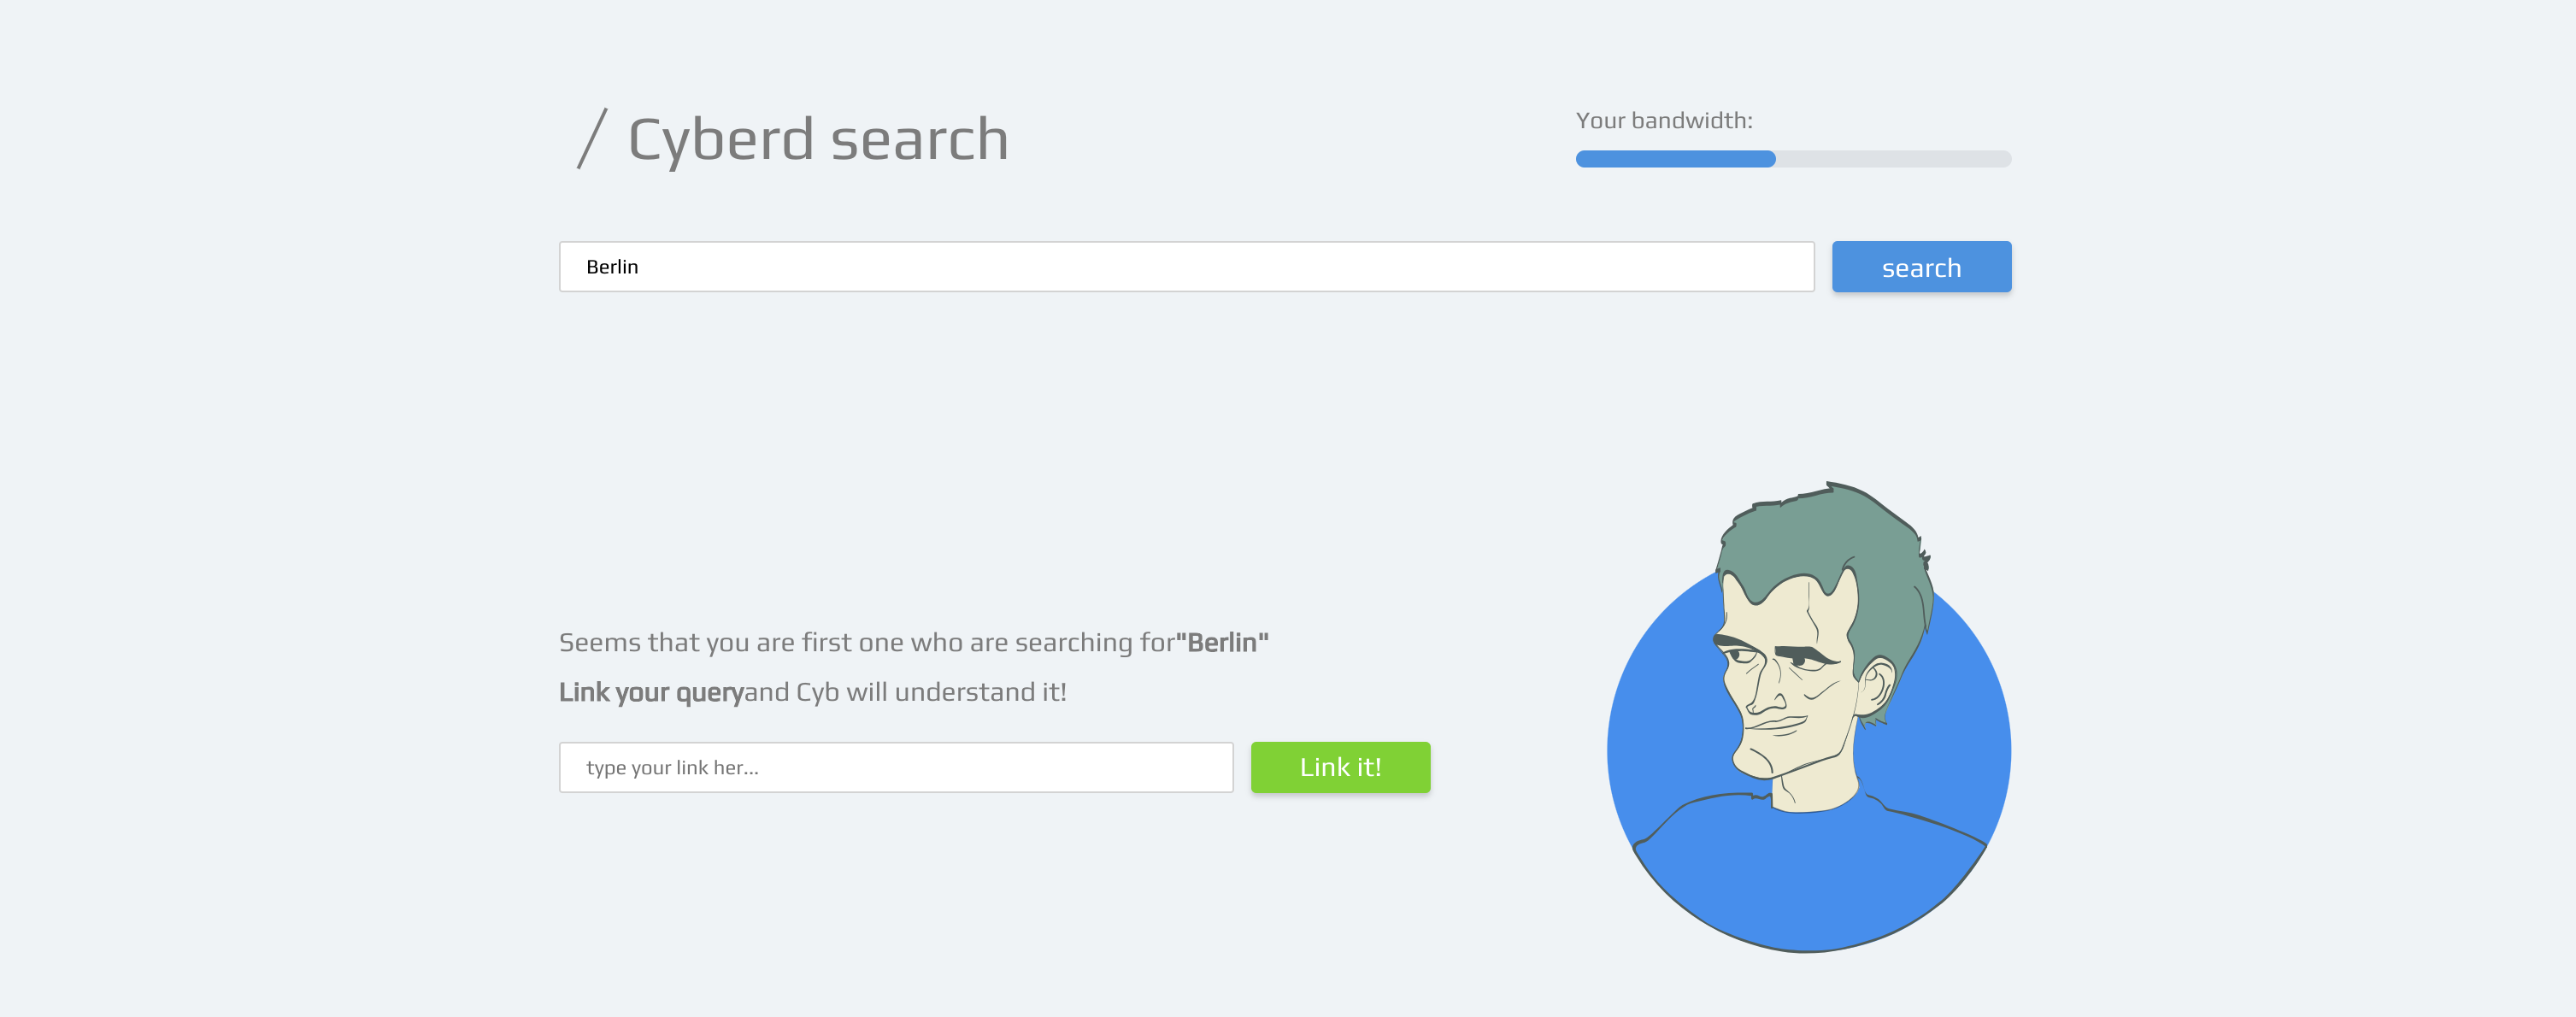 / Cyberd search
Your bandwidth:
Berlin
search
Seems that you are first one who are searching for"Berlin"
Link your queryand Cyb will understand it!
type your link her...
Link it!